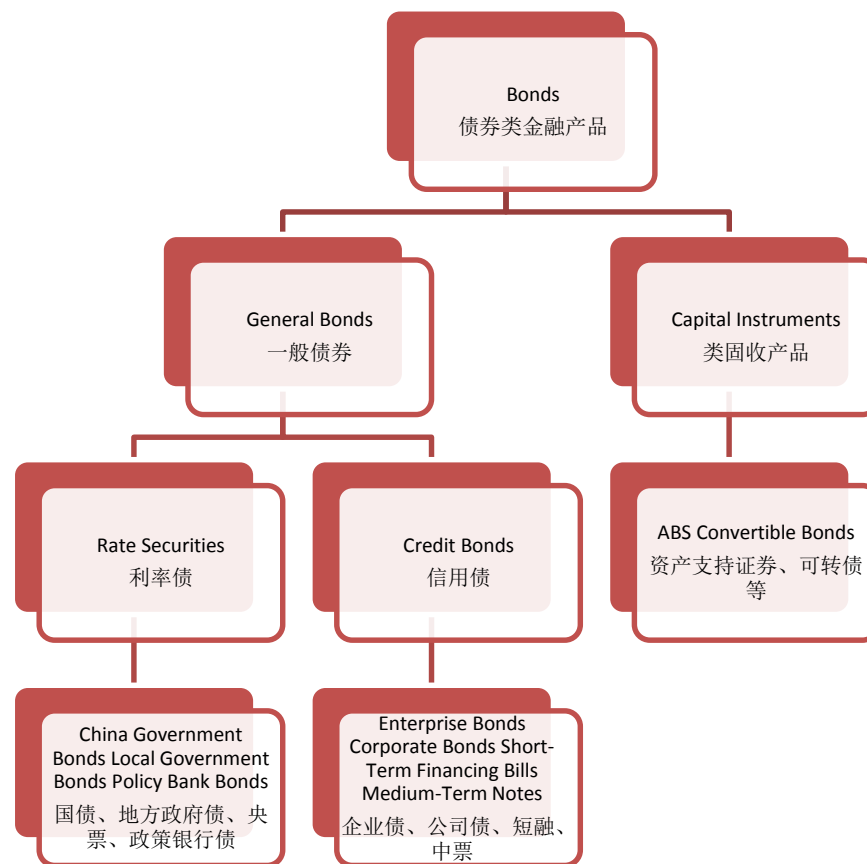 Bonds
债券类金融产品
General Bonds
一般债券
Capital Instruments
类固收产品
Rate Securities
利率债
Credit Bonds
信用债
ABS Convertible Bonds
资产支持证券、可转债
等
China Government
Bonds Local Government
Bonds Policy Bank Bonds
国债、地方政府债、央
票、政策银行债
Enterprise Bonds
Corporate Bonds Short-
Term Financing Bills
Medium-Term Notes
企业债、公司债、短融、
中票